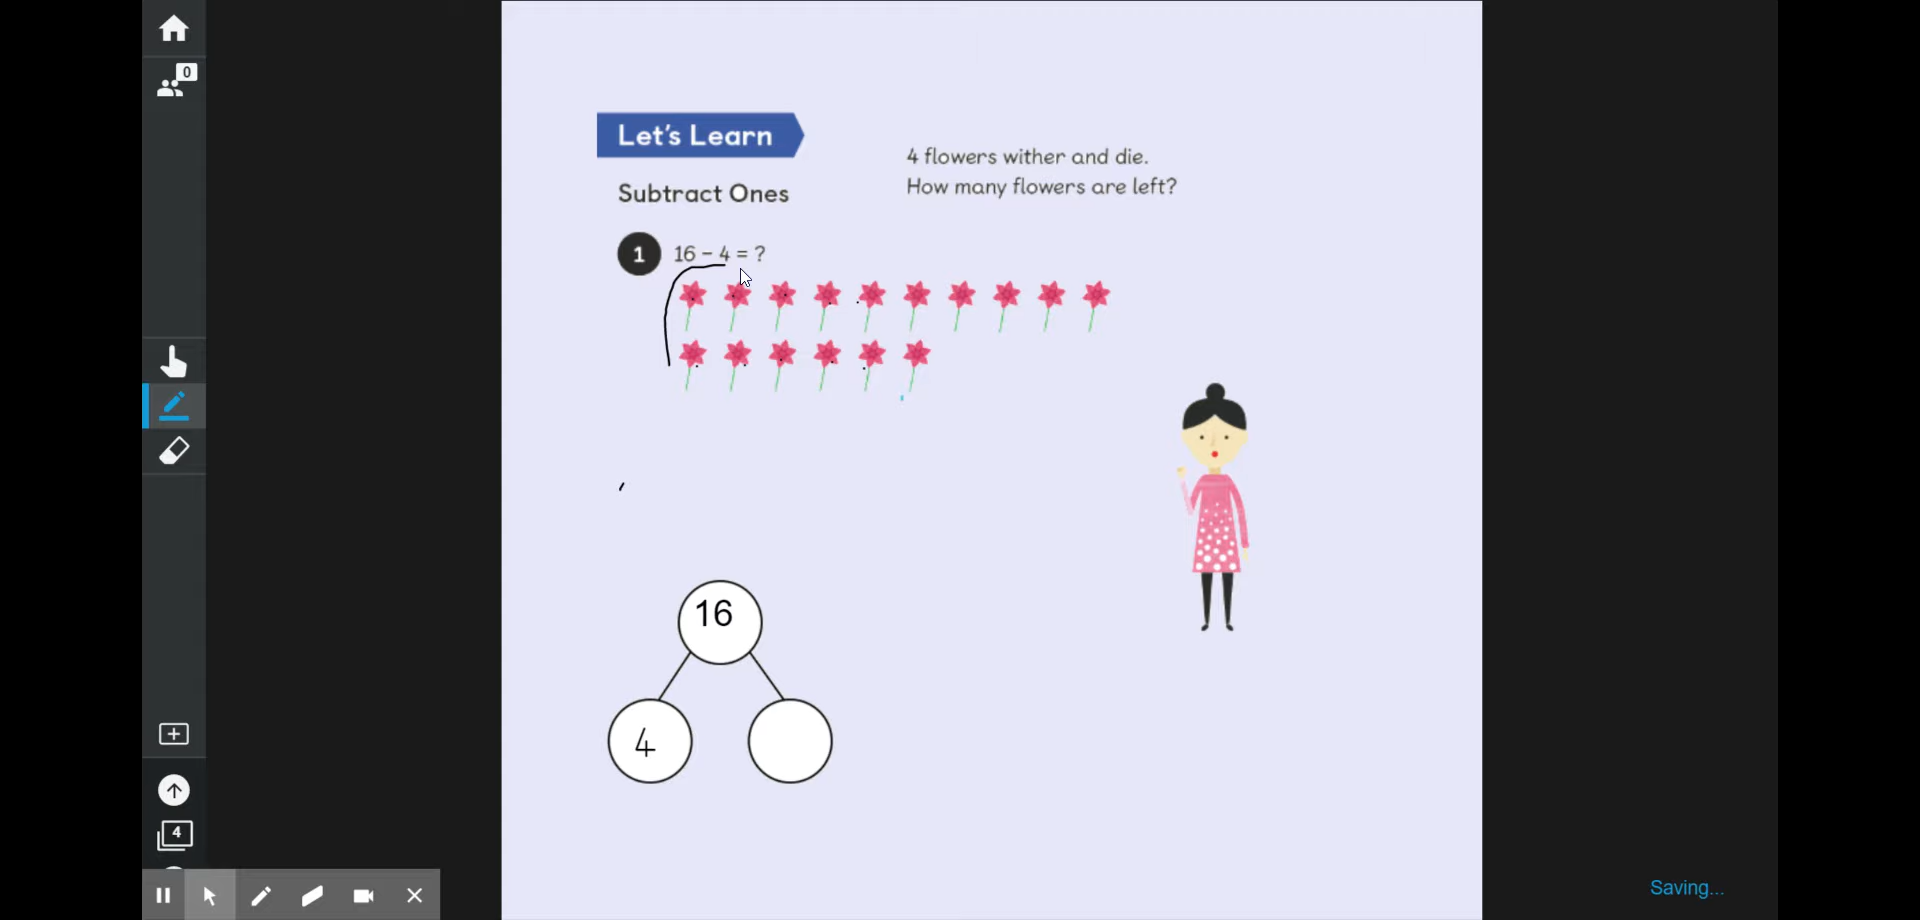 0
Let's Learn
4 flowers wither and die.
How many flowers are left?
Subtract Ones
1 16 - 4 = ?
16
4
4
Saving...